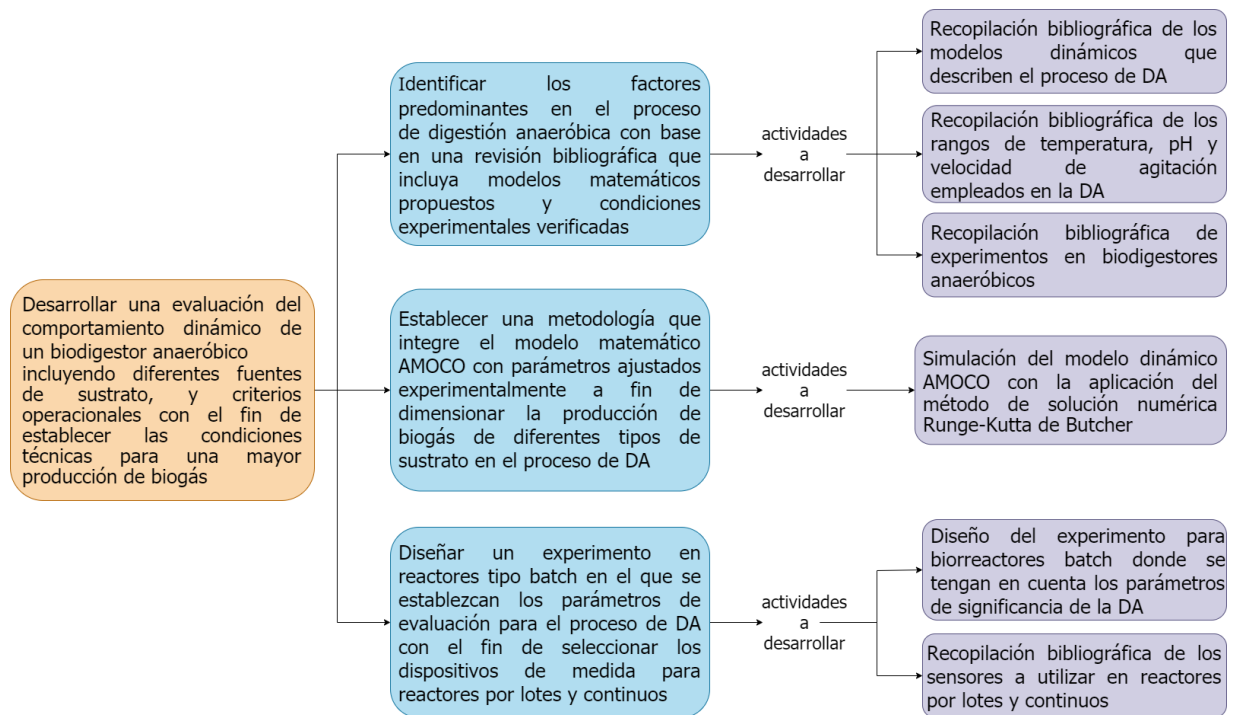 Desarrollar una evaluación del
comportamiento dinámico de
un biodigestor anaeróbico
incluyendo diferentes fuentes
de sustrato, y criterios
operacionales con el fin de
establecer las condiciones
técnicas para una mayor
producción de biogás
Identificar los factores
predominantes en el proceso
de digestión anaeróbica con base
en una revisión bibliográfica que
incluya modelos matemáticos
propuestos y condiciones
experimentales verificadas
actividades
a
desarrollar
Recopilación bibliográfica de los
modelos dinámicos que
describen el proceso de DA
Recopilación bibliográfica de los
rangos de temperatura, pH y
velocidad de agitación
empleados en la DA
Recopilación bibliográfica de
experimentos en biodigestores
anaeróbicos
Establecer una metodología que
integre el modelo matemático
AMOCO con parámetros ajustados
experimentalmente a fin de
dimensionar la producción de
biogás de diferentes tipos de
sustrato en el proceso de DA
actividades
a
desarrollar
Simulación del modelo dinámico
AMOCO con la aplicación del
método de solución numérica
Runge-Kutta de Butcher
Diseñar un experimento en
reactores tipo batch en el que se
establezcan los parámetros de
evaluación para el proceso de DA
con el fin de seleccionar los
dispositivos de medida para
reactores por lotes y continuos
actividades
a
desarrollar
Diseño del experimento para
biorreactores batch donde se
tengan en cuenta los parámetros
de significancia de la DA
Recopilación bibliográfica de los
sensores a utilizar en reactores
por lotes y continuos